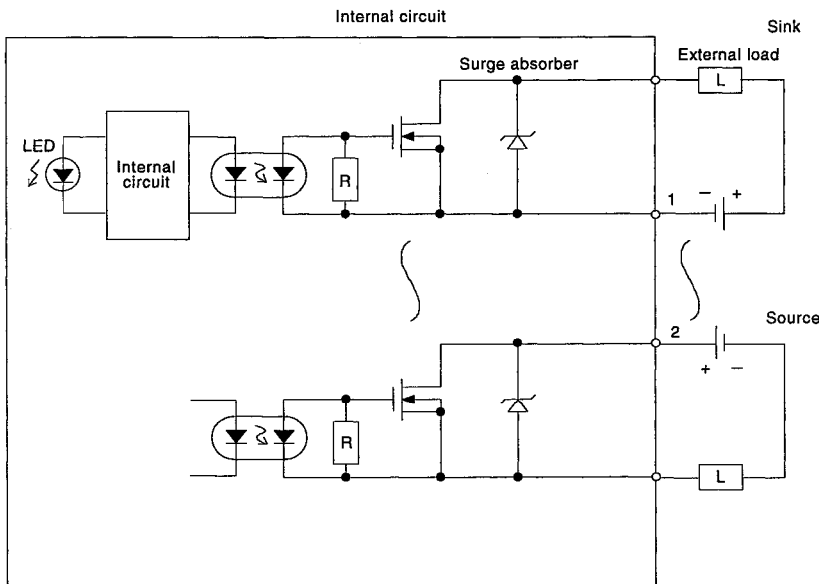 Internal circuit
Sink
Surge absorber
External load
L
LED
Internal
circuit
R
1
− +
2
Source
+ −
R
L